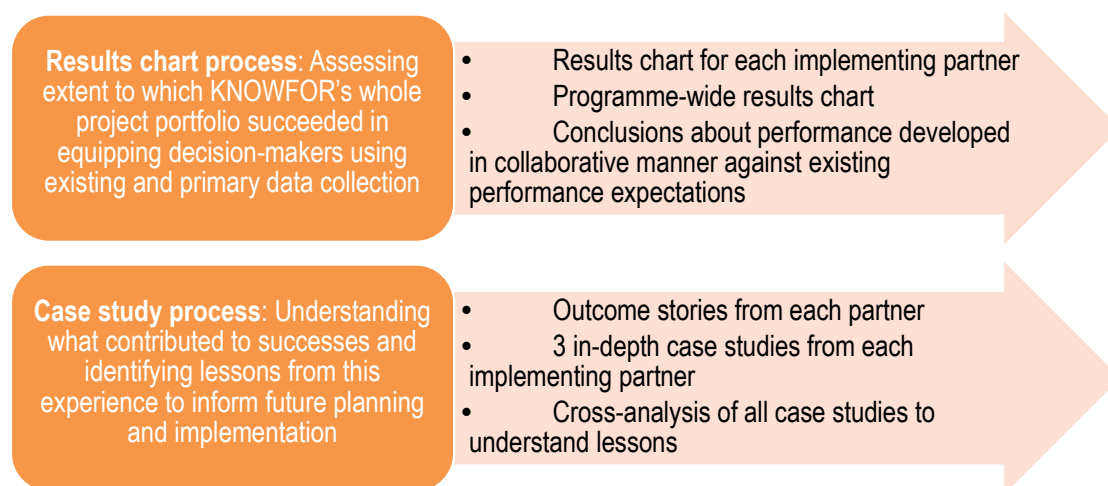 Results chart process: Assessing
extent to which KNOWFOR's whole
project portfolio succeeded in
equipping decision-makers using
existing and primary data collection
• Results chart for each implementing partner
• Programme-wide results chart
• Conclusions about performance developed
in collaborative manner against existing
performance expectations
Case study process: Understanding
what contributed to successes and
identifying lessons from this
experience to inform future planning
and implementation
• Outcome stories from each partner
• 3 in-depth case studies from each
implementing partner
• Cross-analysis of all case studies to
understand lessons